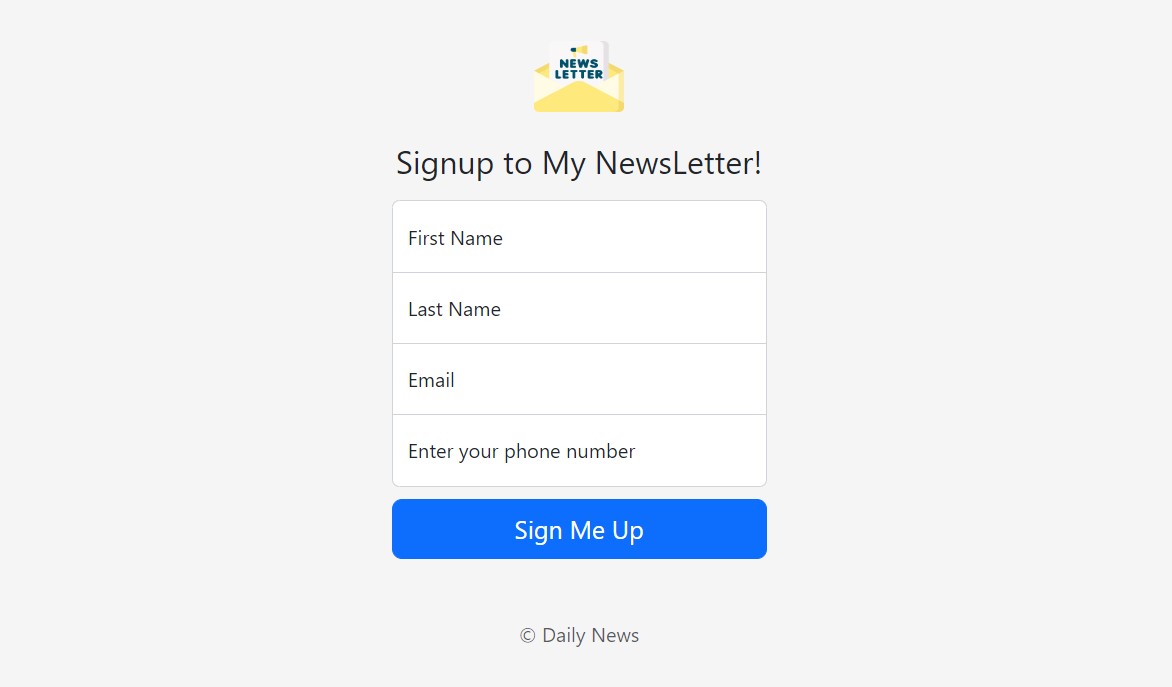 NEWS
LETTER
Signup to My NewsLetter!
First Name
Last Name
Email
Enter your phone number
Sign Me Up
© Daily News